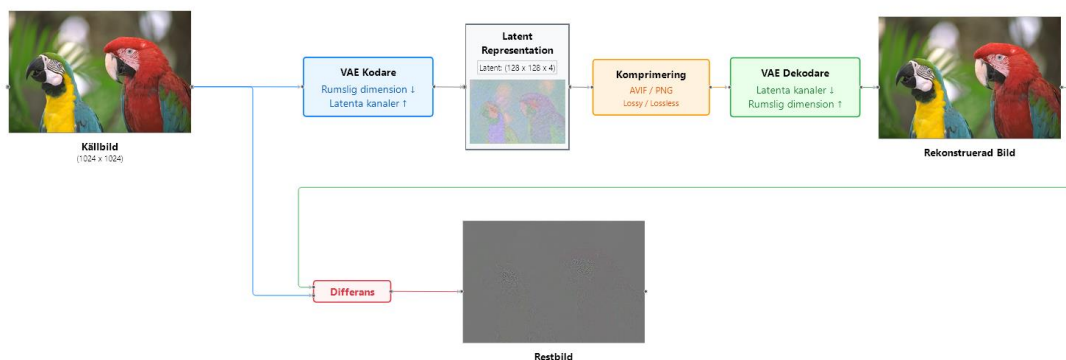 Källbild
(1024 x 1024)
VAE Kodare
Rumslig dimension ↓
Latenta kanaler ↑
Latent
Representation
Latent: (128 x 128 x 4)
Komprimering
AVIF / PNG
Lossy / Lossless
VAE Dekodare
Latenta kanaler ↓
Rumslig dimension ↑
Rekonstruerad Bild
Differans
Restbild